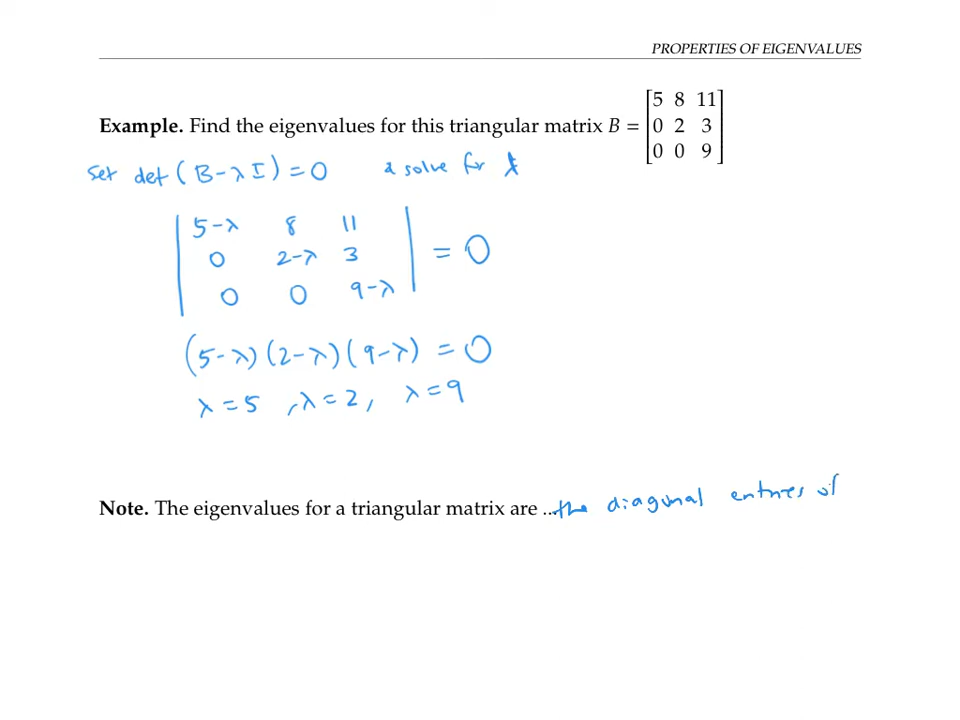 PROPERTIES OF EIGENVALUES
Example. Find the eigenvalues for this triangular matrix B = [5 8 11
0 2 3
0 0 9]
set det (B-λI) = 0 & solve for λ
| 5-λ 8 11
0 2-λ 3
0 0 9-λ | = 0
(5-λ)(2-λ)(9-λ) = 0
λ = 5, λ = 2, λ = 9
Note. The eigenvalues for a triangular matrix are ... the diagonal entries of